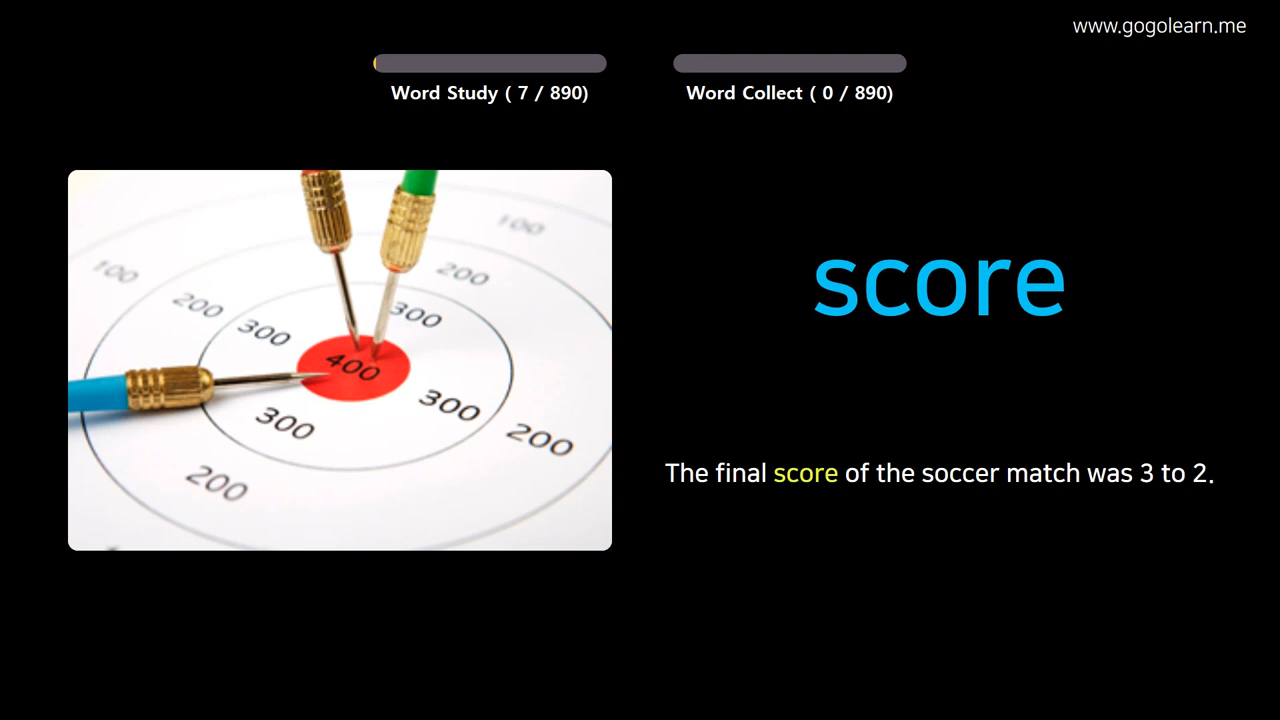 www.gogolearn.me
Word Study ( 7 / 890)
Word Collect ( 0 / 890)
100
100
200
200
300
300
400
300
300
200
200
score
The final score of the soccer match was 3 to 2.